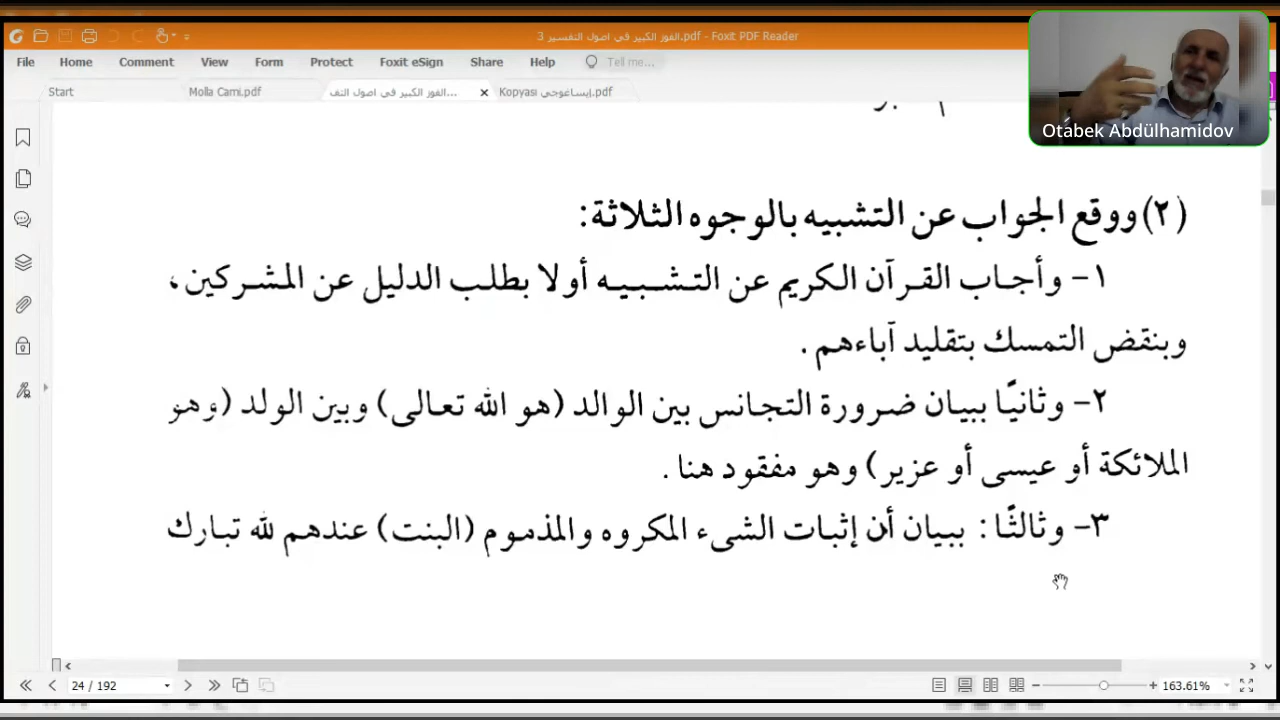 الفوز الكبير في اصول التفسير 3.pdf - Foxit PDF Reader
File Home Comment View Form Protect Foxit eSign Share Help Tell me...
Start Molla Cami.pdf الفوز الكبير في اصول التف... Kopyası إيساغوجي.pdf
Otabek Abdülhamidov
(٢) ووقع الجواب عن التشبيه بالوجوه الثلاثة:
١- وأجاب القرآن الكريم عن التشبيه أولا بطلب الدليل عن المشركين،
وبنقض التمسك بتقليد آباءهم.
٢- وثانيًا ببيان ضرورة التجانس بين الوالد (هو الله تعالى) وبين الولد (وهو
الملائكة أو عيسى أو عزير) وهو مفقود هنا.
٣- وثالثًا: ببيان أن إثبات الشىء المكروه والمذموم (البنت) عندهم لله تبارك
24 / 192 163.61%